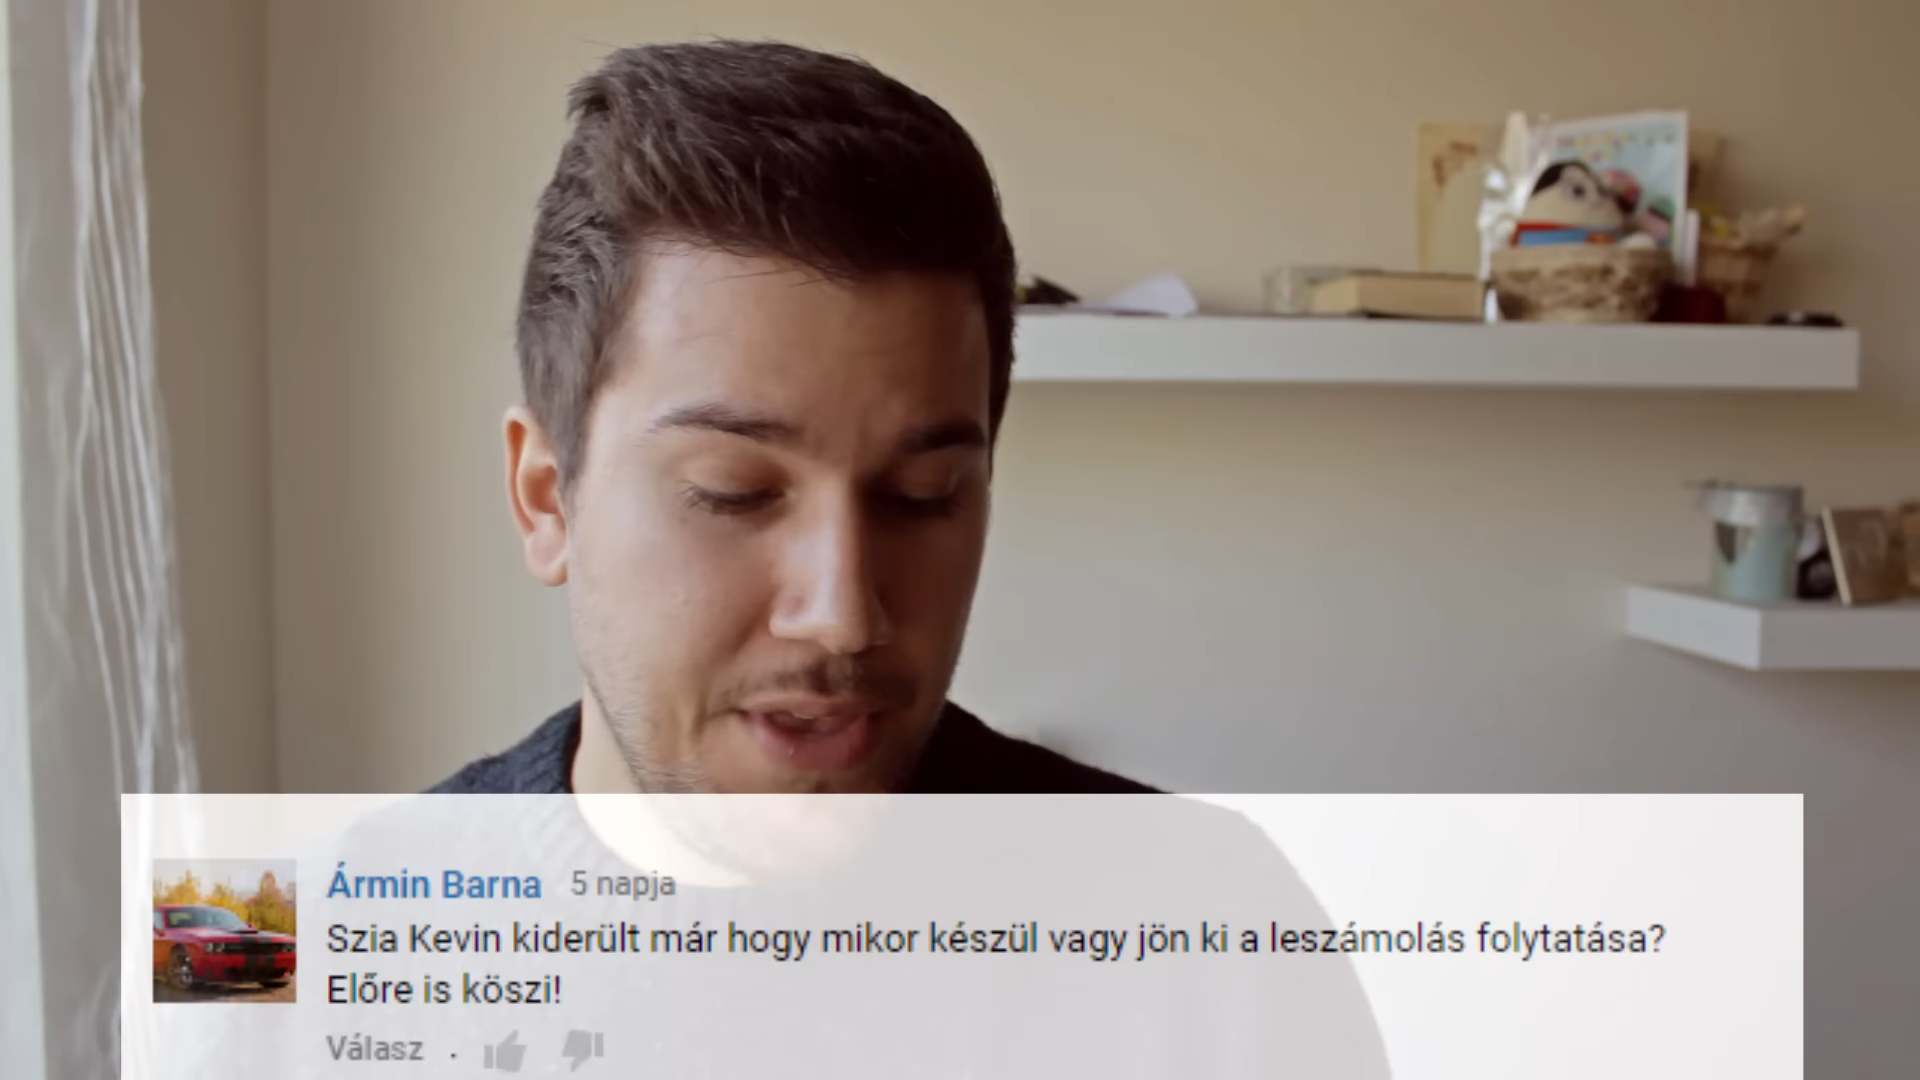 Ármin Barna 5 napja
Szia Kevin kiderült már hogy mikor készül vagy jön ki a leszámolás folytatása?
Előre is köszi!
Válasz .